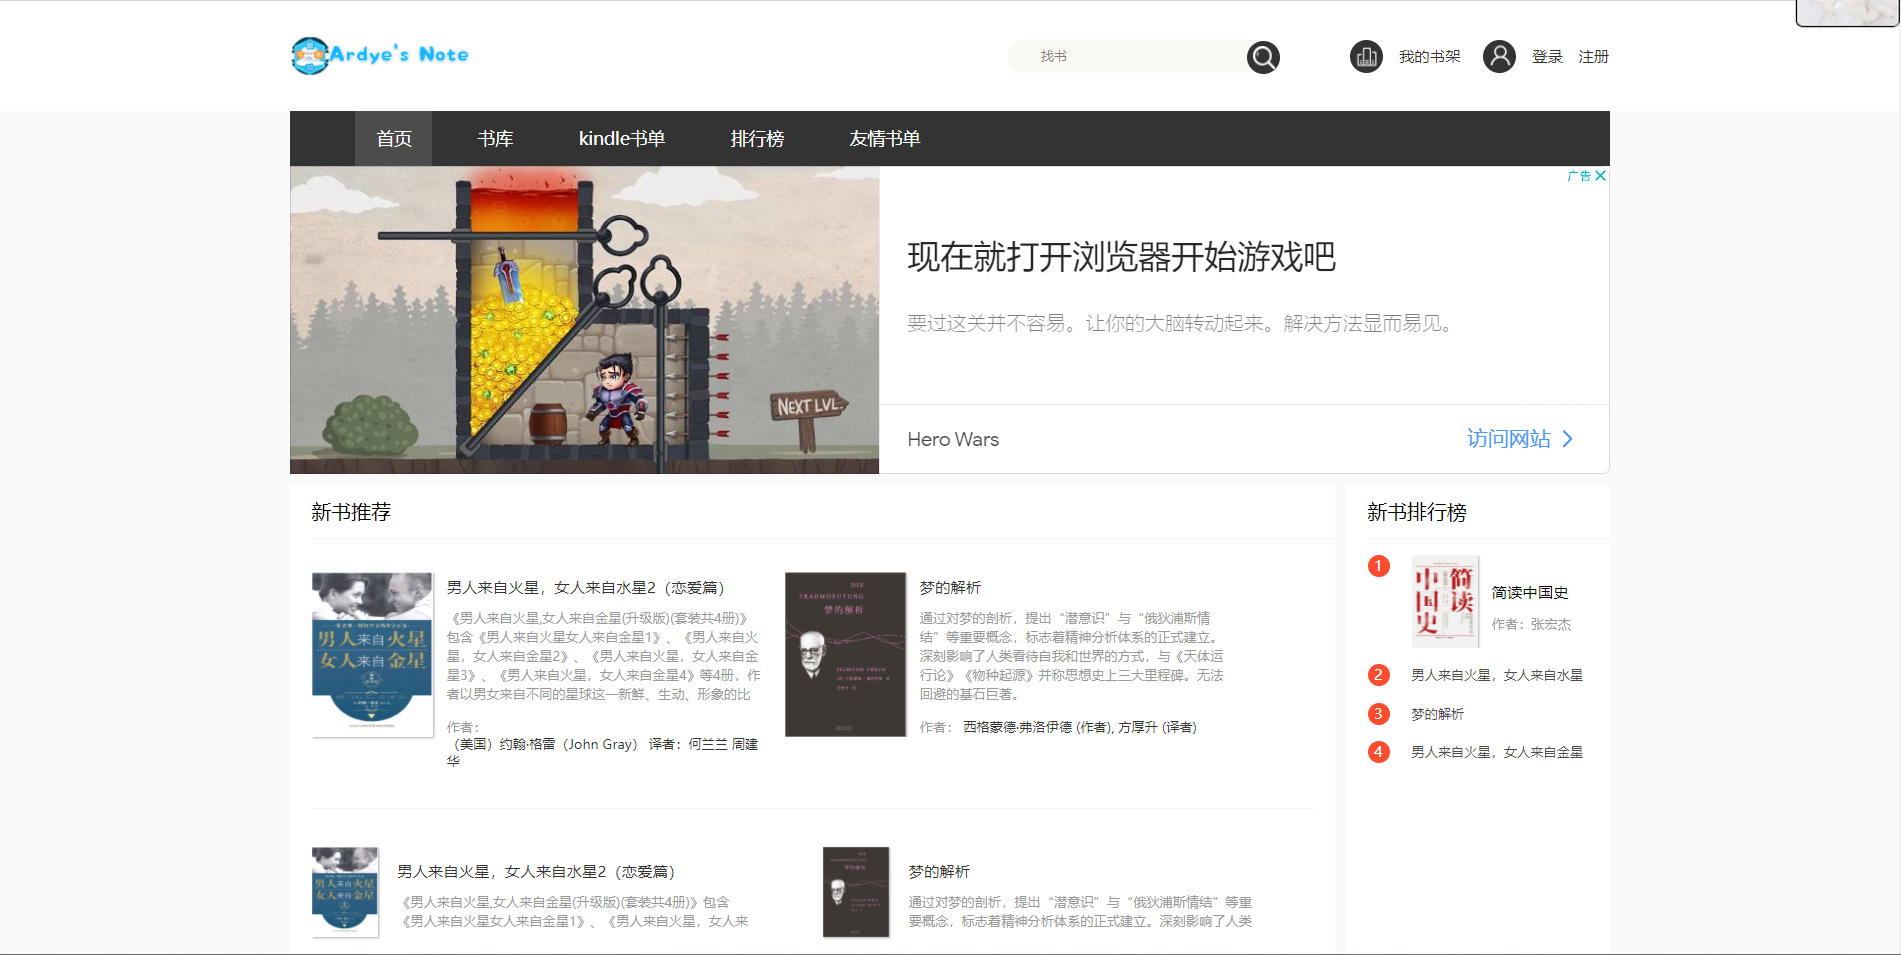 Ardye's Note
找书
我的书架
登录 注册
首页 书库 kindle书单 排行榜 友情书单
广告
现在就打开浏览器开始游戏吧
要过这关并不容易。让你的大脑转动起来。解决方法显而易见。
NEXT LVL.
Hero Wars
访问网站
新书推荐
男人来自火星
女人来自金星
男人来自火星，女人来自水星2（恋爱篇）
《男人来自火星,女人来自金星(升级版)(套装共4册)》
包含《男人来自火星女人来自金星1》、《男人来自火
星，女人来自金星2》、《男人来自火星，女人来自金
星3》、《男人来自火星，女人来自金星4》等4册，作
者以男女来自不同的星球这一新鲜、生动、形象的比
作者：
（美国）约翰·格雷（John Gray） 译者：何兰兰 周建
华
DIE
TRAUMDEUTUNG
梦的解析
SIGMUND FREUD
梦的解析
通过对梦的剖析，提出“潜意识”与“俄狄浦斯情
结”等重要概念，标志着精神分析体系的正式建立。
深刻影响了人类看待自我和世界的方式，与《天体运
行论》《物种起源》并称思想史上三大里程碑。无法
回避的基石巨著。
作者： 西格蒙德·弗洛伊德 (作者), 方厚升 (译者)
男人来自火星
女人来自金星
男人来自火星，女人来自水星2（恋爱篇）
《男人来自火星,女人来自金星(升级版)(套装共4册)》包含
《男人来自火星女人来自金星1》、《男人来自火星，女人来
梦的解析
梦的解析
通过对梦的剖析，提出“潜意识”与“俄狄浦斯情结”等重
要概念，标志着精神分析体系的正式建立。深刻影响了人类
新书排行榜
1
简读
中国史
简读中国史
作者：张宏杰
2 男人来自火星，女人来自水星
3 梦的解析
4 男人来自火星，女人来自金星